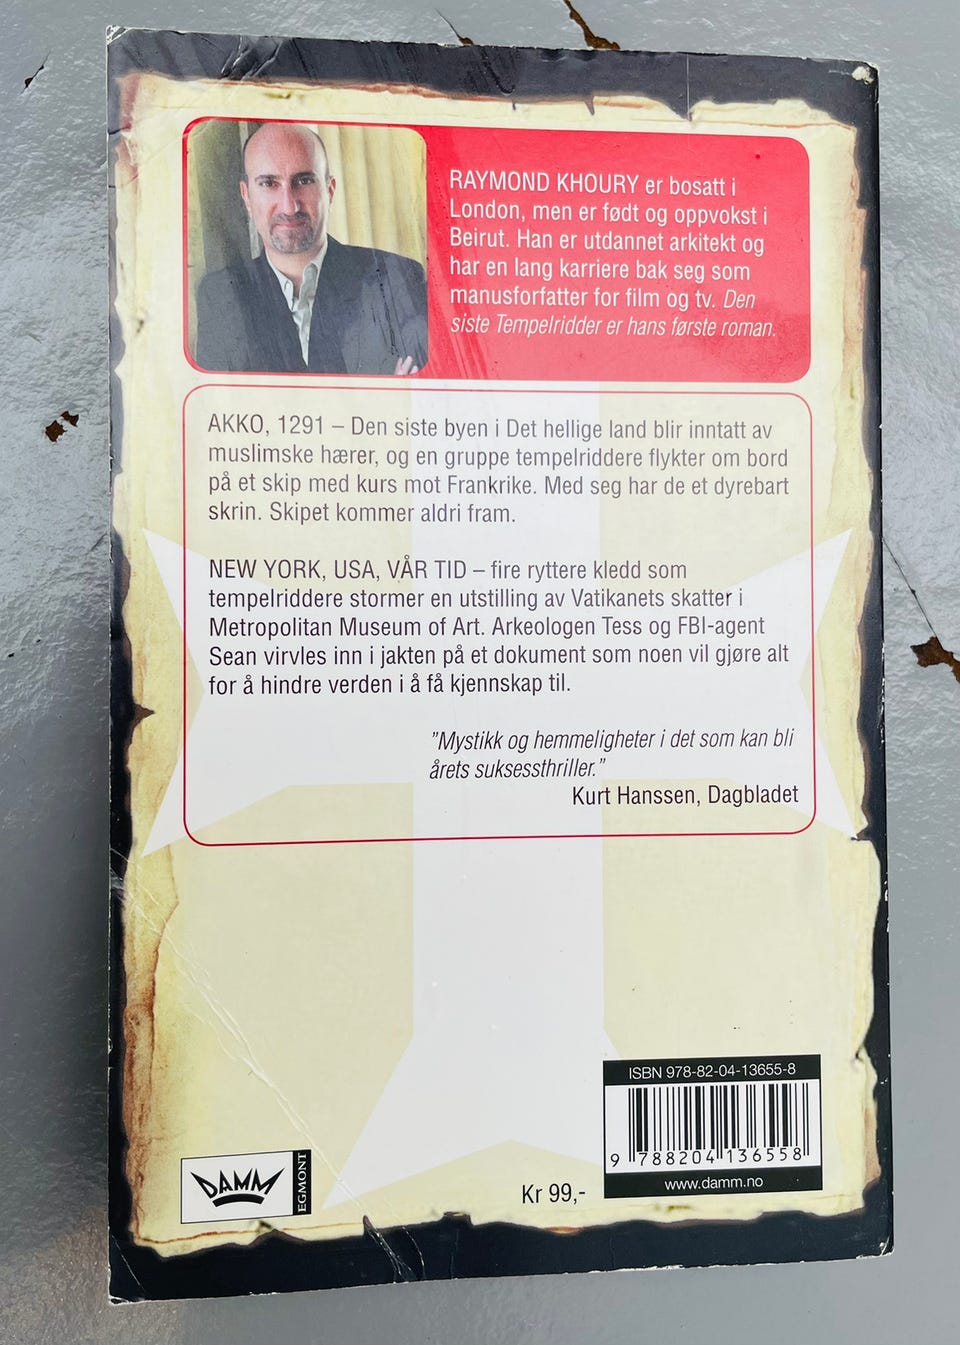 RAYMOND KHOURY er bosatt i
London, men er født og oppvokst i
Beirut. Han er utdannet arkitekt og
har en lang karriere bak seg som
manusforfatter for film og tv. Den
siste Tempelridder er hans første roman.
AKKO, 1291 – Den siste byen i Det hellige land blir inntatt av
muslimske hærer, og en gruppe tempelriddere flykter om bord
på et skip med kurs mot Frankrike. Med seg har de et dyrebart
skrin. Skipet kommer aldri fram.
NEW YORK, USA, VÅR TID – fire ryttere kledd som
tempelriddere stormer en utstilling av Vatikanets skatter i
Metropolitan Museum of Art. Arkeologen Tess og FBI-agent
Sean virvles inn i jakten på et dokument som noen vil gjøre alt
for å hindre verden i å få kjennskap til.
”Mystikk og hemmeligheter i det som kan bli
årets suksessthriller.”
Kurt Hanssen, Dagbladet
DAMM
EGMONT
Kr 99,-
ISBN 978-82-04-13655-8
9 788204 136558
www.damm.no